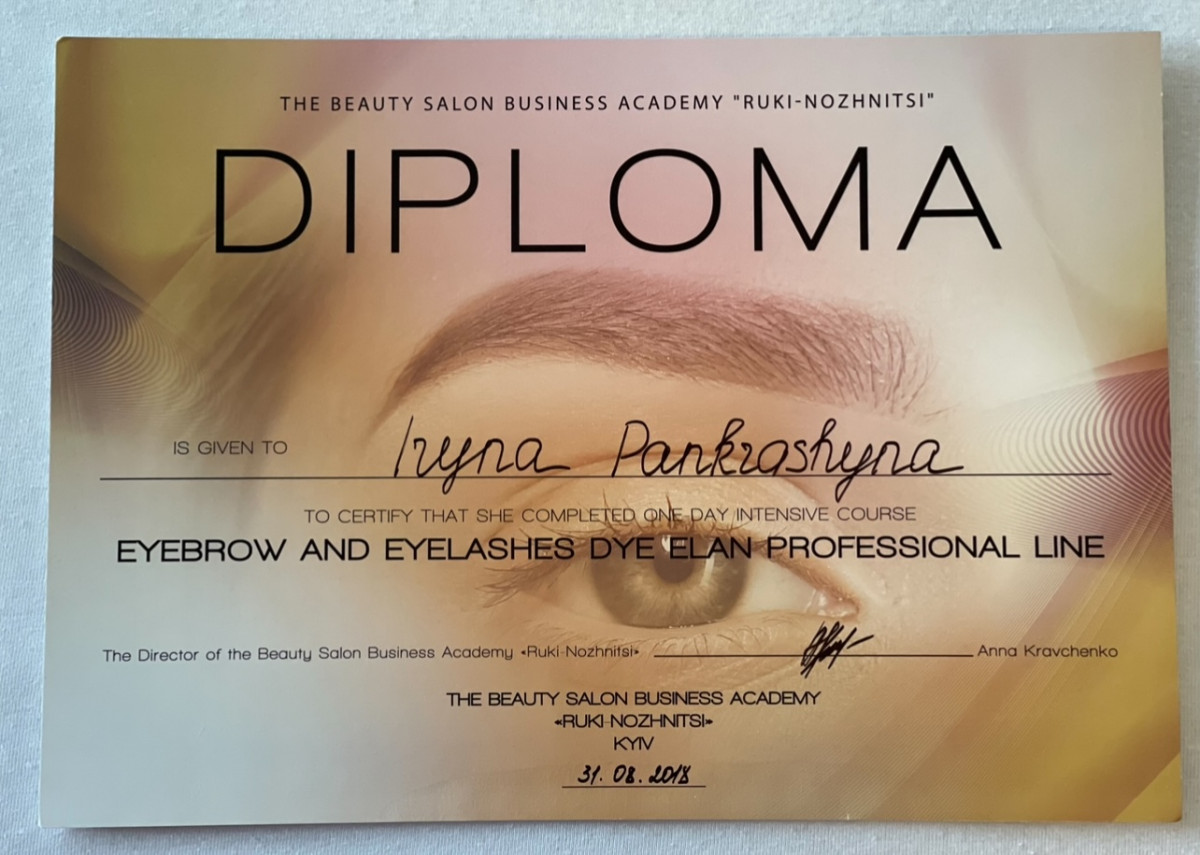 THE BEAUTY SALON BUSINESS ACADEMY "RUKI-NOZHNITSI"
DIPLOMA
IS GIVEN TO Iryna Pankrashyna
TO CERTIFY THAT SHE COMPLETED ONE DAY INTENSIVE COURSE
EYEBROW AND EYELASHES DYE ELAN PROFESSIONAL LINE
The Director of the Beauty Salon Business Academy «Ruki-Nozhnitsi» Anna Kravchenko
THE BEAUTY SALON BUSINESS ACADEMY
«RUKI-NOZHNITSI»
KYIV
31.08.2018